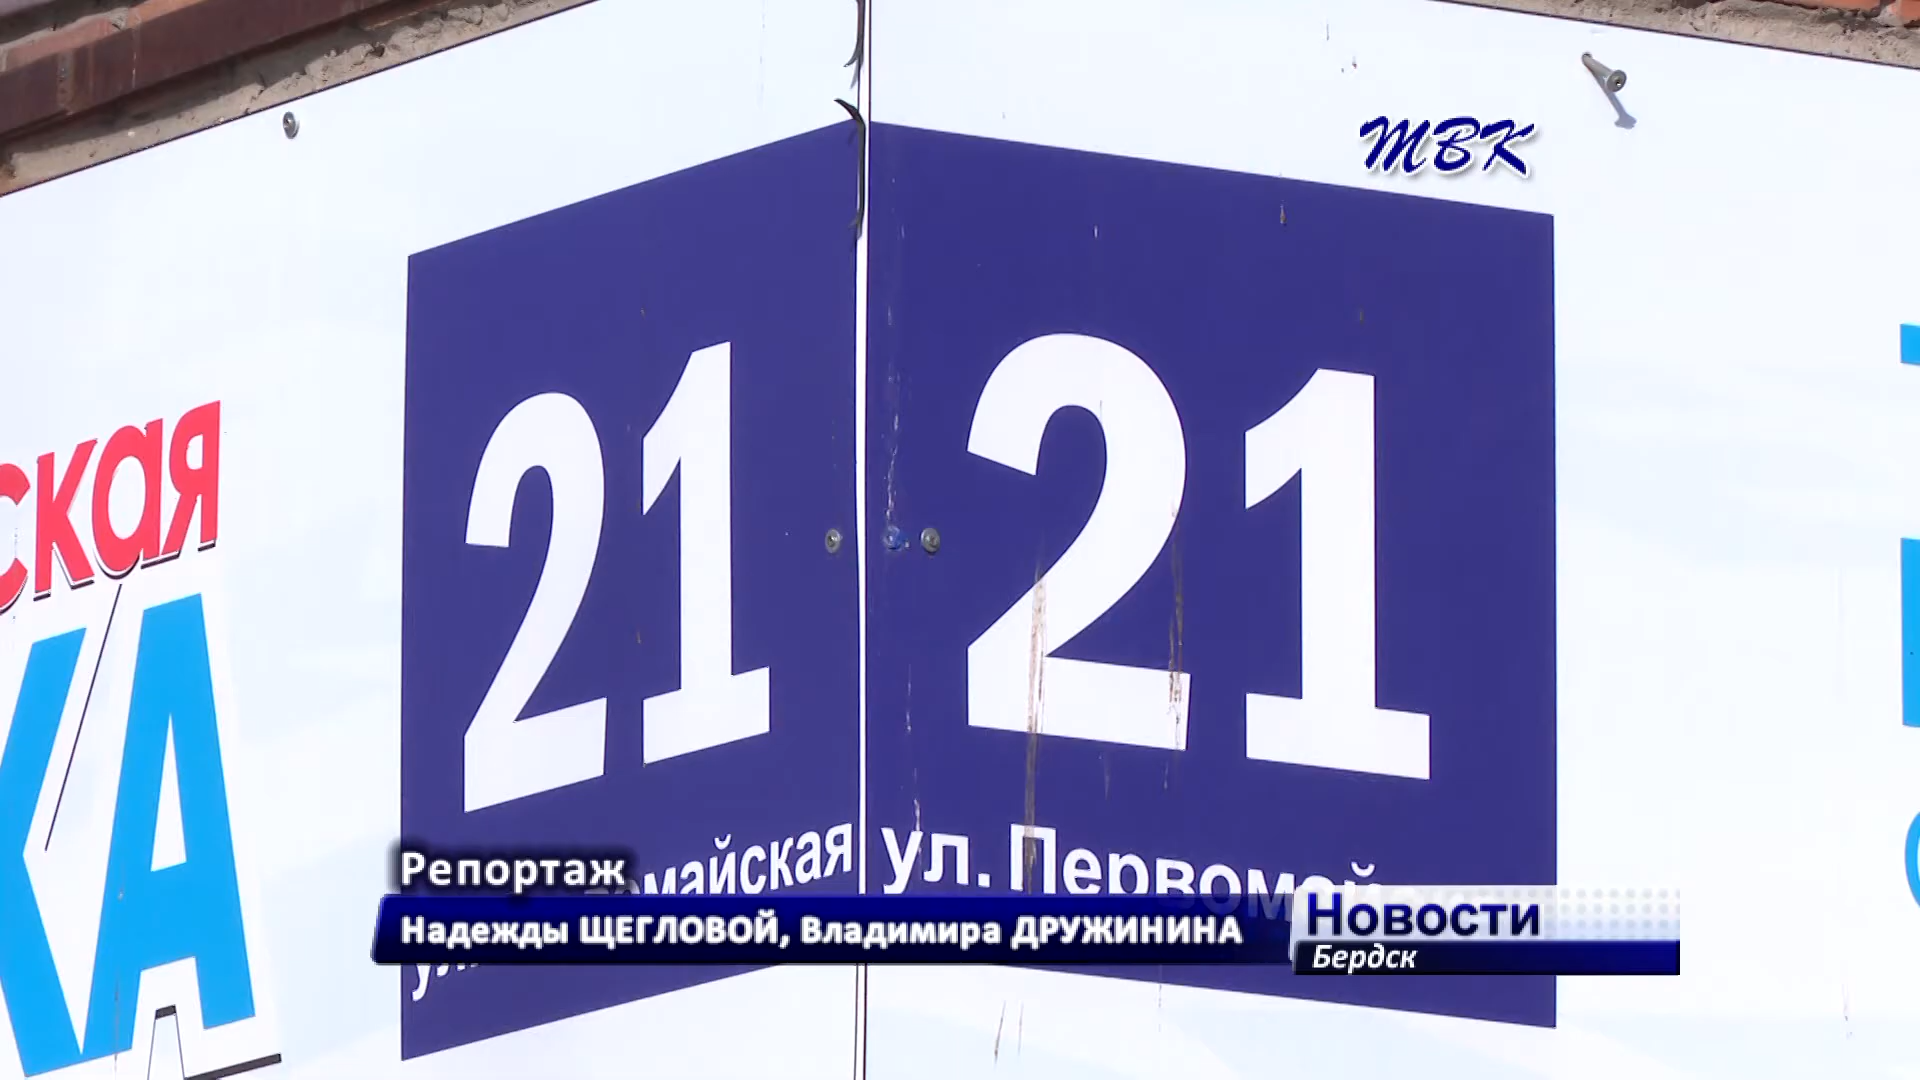 ТВК
ская
КА
21
21
ул. Первомай
майская
Репортаж
Надежды ЩЕГЛОВОЙ, Владимира ДРУЖИНИНА
Новости
Бердск